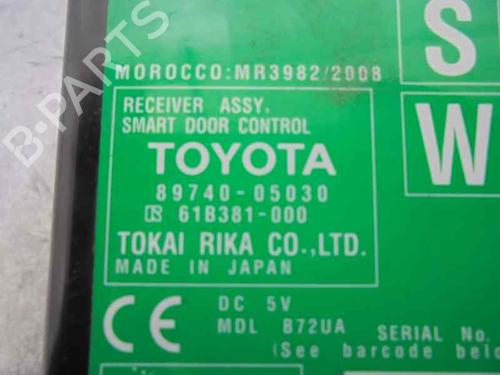 B-PARTS
S
MOROCCO:MR3982/2008
W
RECEIVER ASSY.
SMART DOOR CONTROL
TOYOTA
89740-05030
61B381-000
TOKAI RIKA CO.,LTD.
MADE IN JAPAN
CE
DC 5V
MDL B72UA
SERIAL No.
(See barcode belo